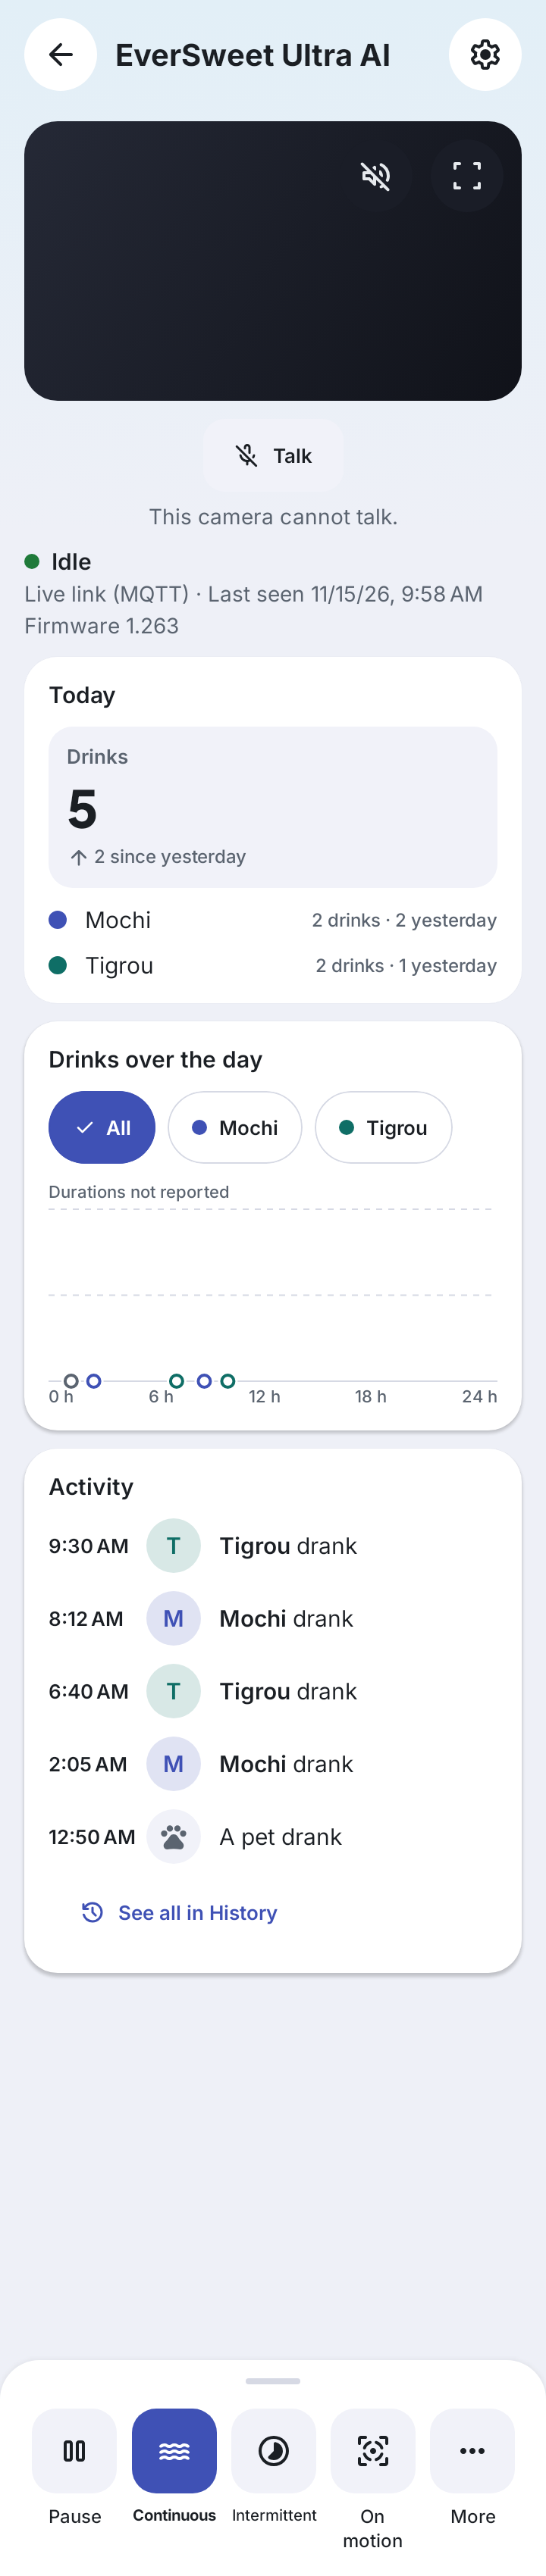 EverSweet Ultra AI
Talk
This camera cannot talk.
Idle
Live link (MQTT) · Last seen 11/15/26, 9:58 AM
Firmware 1.263
Today
Drinks
5
2 since yesterday
Mochi 2 drinks · 2 yesterday
Tigrou 2 drinks · 1 yesterday
Drinks over the day
All Mochi Tigrou
Durations not reported
0 h 6 h 12 h 18 h 24 h
Activity
9:30 AM T Tigrou drank
8:12 AM M Mochi drank
6:40 AM T Tigrou drank
2:05 AM M Mochi drank
12:50 AM A pet drank
See all in History
Pause Continuous Intermittent On motion More